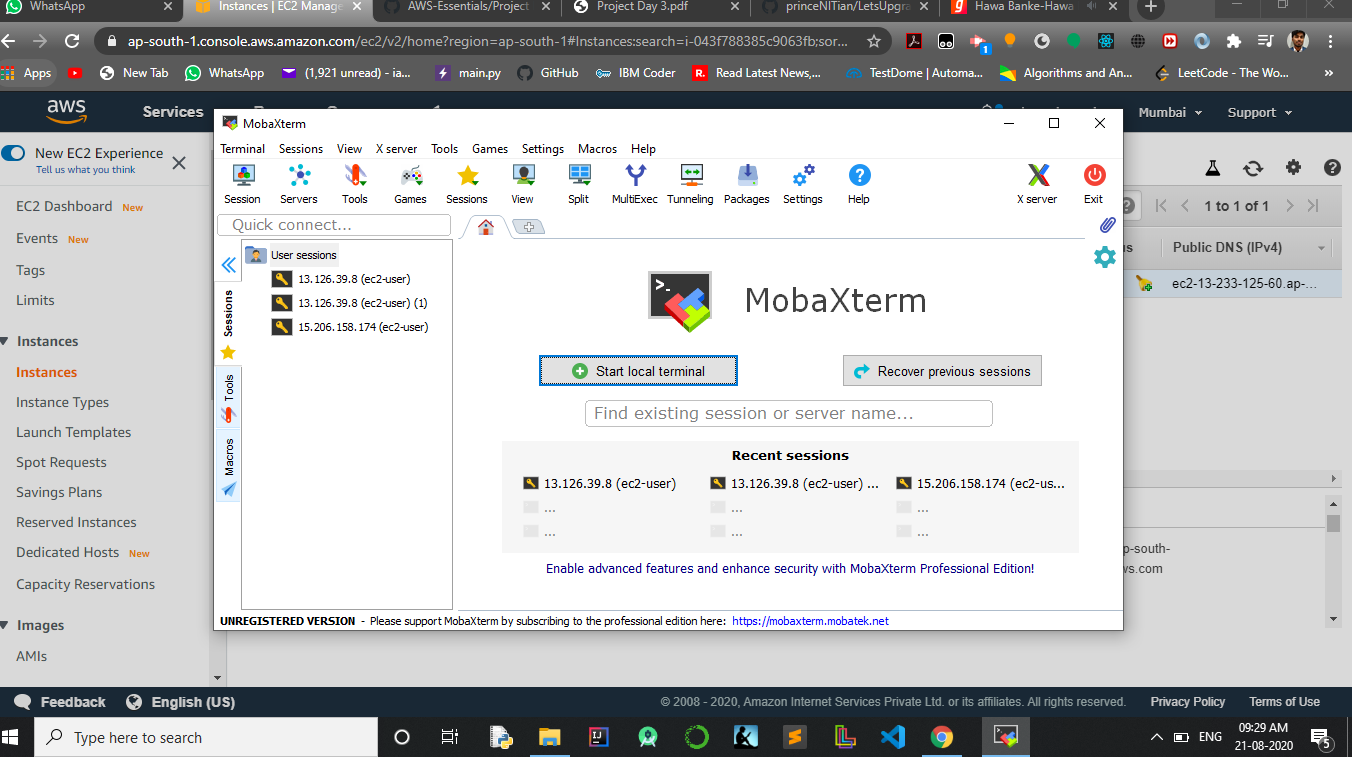 WhatsApp
Instances | EC2 Manage
AWS-Essentials/Project
Project Day 3.pdf
princeNITian/LetsUpgra
Hawa Banke-Hawa
ap-south-1.console.aws.amazon.com/ec2/v2/home?region=ap-south-1#Instances:search=i-043f788385c9063fb;sor...
1
Apps
New Tab
WhatsApp
(1,921 unread) - ia...
main.py
GitHub
IBM Coder
Read Latest News,...
TestDome | Automa...
Algorithms and An...
LeetCode - The Wo...
»
aws
Services
Mumbai
Support
New EC2 Experience
Tell us what you think
EC2 Dashboard New
Events New
Tags
Limits
Instances
Instances
Instance Types
Launch Templates
Spot Requests
Savings Plans
Reserved Instances
Dedicated Hosts New
Capacity Reservations
Images
AMIs
MobaXterm
Terminal Sessions View X server Tools Games Settings Macros Help
Session Servers Tools Games Sessions View Split MultiExec Tunneling Packages Settings Help X server Exit
Quick connect...
Sessions
Tools
Macros
User sessions
13.126.39.8 (ec2-user)
13.126.39.8 (ec2-user) (1)
15.206.158.174 (ec2-user)
MobaXterm
Start local terminal
Recover previous sessions
Find existing session or server name...
Recent sessions
13.126.39.8 (ec2-user) 13.126.39.8 (ec2-user) ... 15.206.158.174 (ec2-us...
... ... ...
... ... ...
Enable advanced features and enhance security with MobaXterm Professional Edition!
UNREGISTERED VERSION - Please support MobaXterm by subscribing to the professional edition here: https://mobaxterm.mobatek.net
1 to 1 of 1
us Public DNS (IPv4)
ec2-13-233-125-60.ap-...
p-south-
ws.com
Feedback
English (US)
© 2008 - 2020, Amazon Internet Services Private Ltd. or its affiliates. All rights reserved.
Privacy Policy
Terms of Use
Type here to search
ENG
09:29 AM
21-08-2020
5